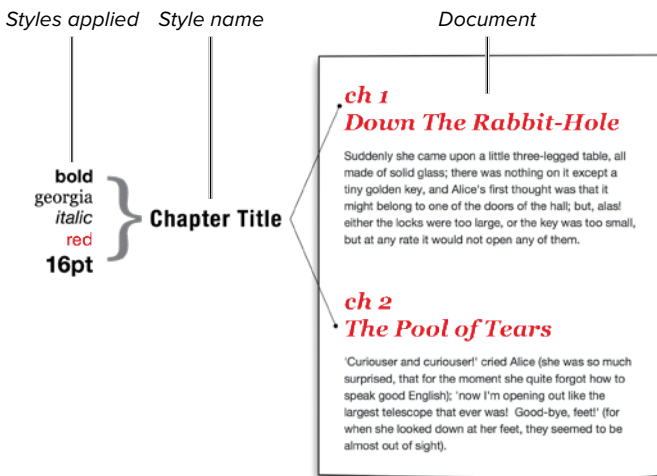 Styles applied
Style name
Document
bold
georgia
italic
red
16pt
Chapter Title
ch 1
Down The Rabbit-Hole
Suddenly she came upon a little three-legged table, all
made of solid glass; there was nothing on it except a
tiny golden key, and Alice's first thought was that it
might belong to one of the doors of the hall; but, alas!
either the locks were too large, or the key was too small,
but at any rate it would not open any of them.
ch 2
The Pool of Tears
'Curiouser and curiouser!' cried Alice (she was so much
surprised, that for the moment she quite forgot how to
speak good English); 'now I'm opening out like the
largest telescope that ever was! Good-bye, feet!' (for
when she looked down at her feet, they seemed to be
almost out of sight).